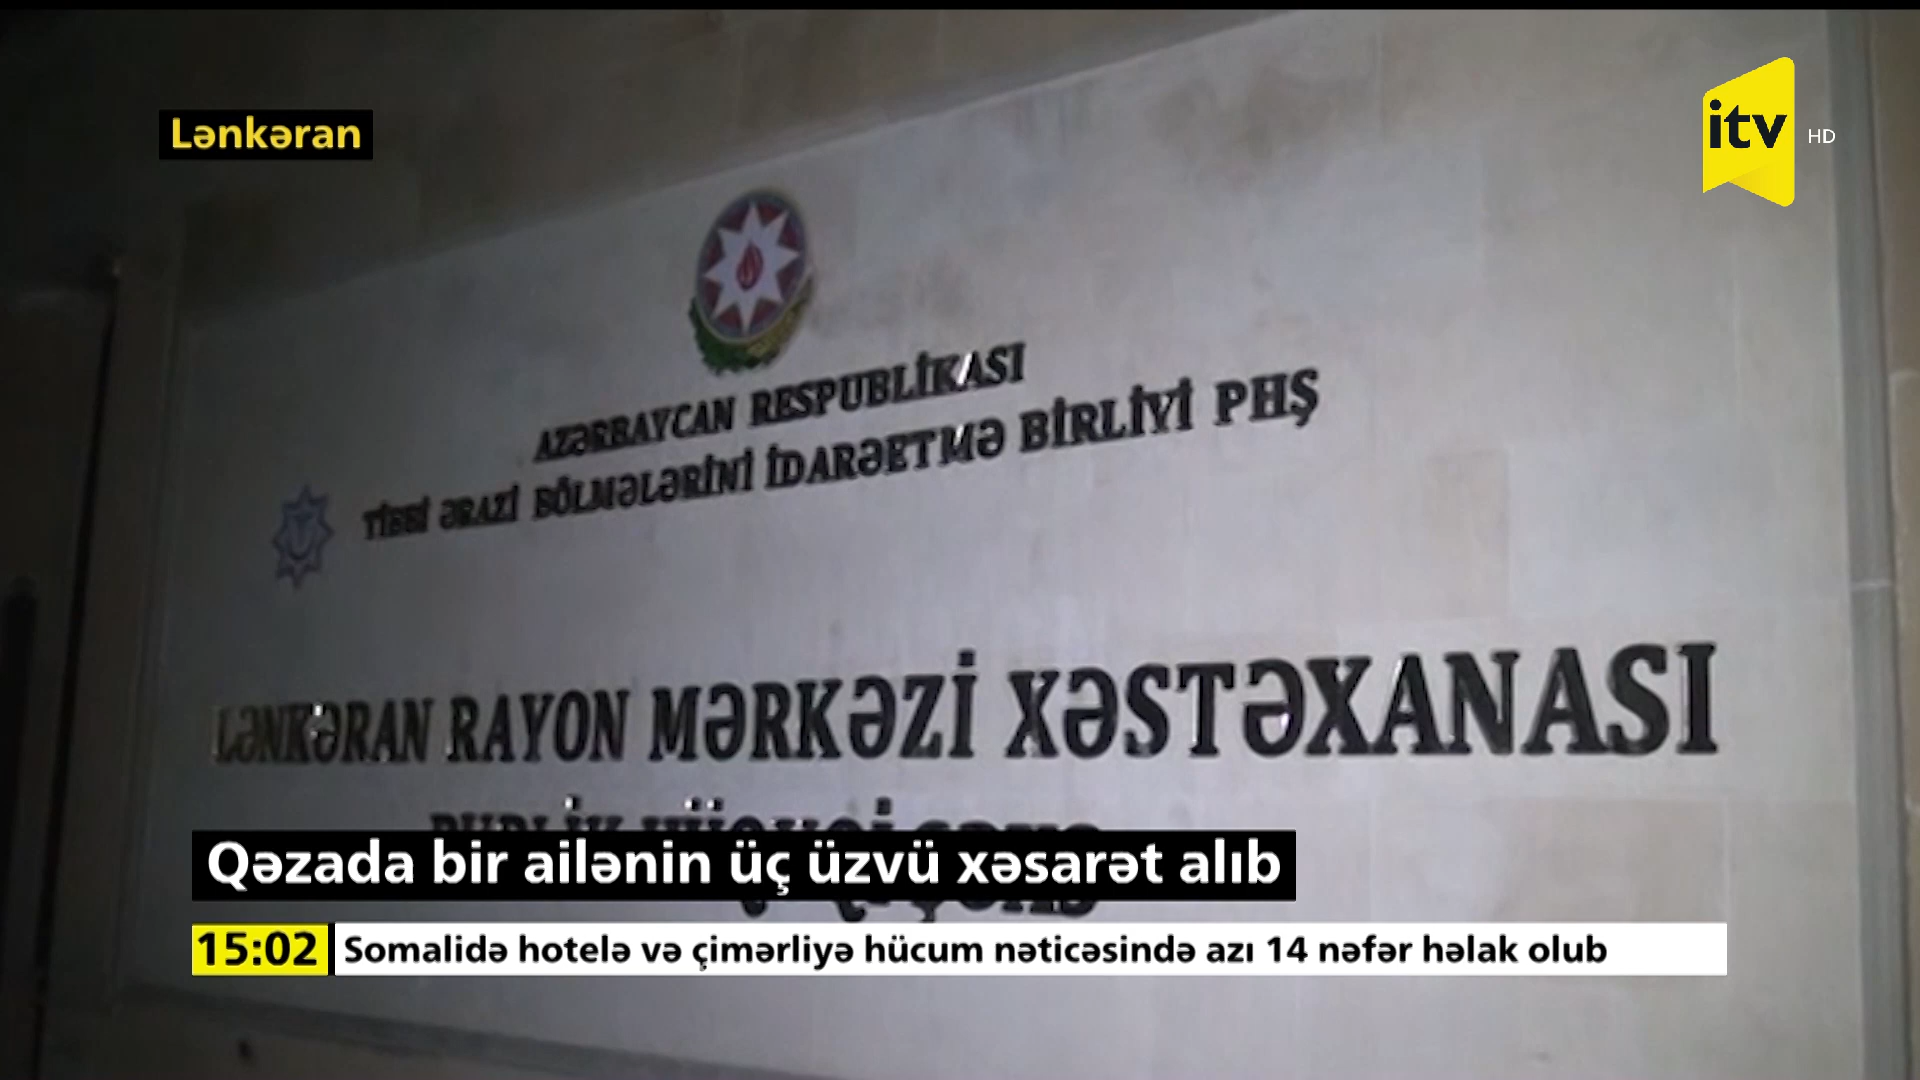 Lənkəran
itv HD
AZƏRBAYCAN RESPUBLİKASI
TİBBİ ƏRAZİ BÖLMƏLƏRİNİ İDARƏETMƏ BİRLİYİ PHŞ
LƏNKƏRAN RAYON MƏRKƏZİ XƏSTƏXANASI
Qəzada bir ailənin üç üzvü xəsarət alıb
15:02 Somalidə hotelə və çimərliyə hücum nəticəsində azı 14 nəfər həlak olub